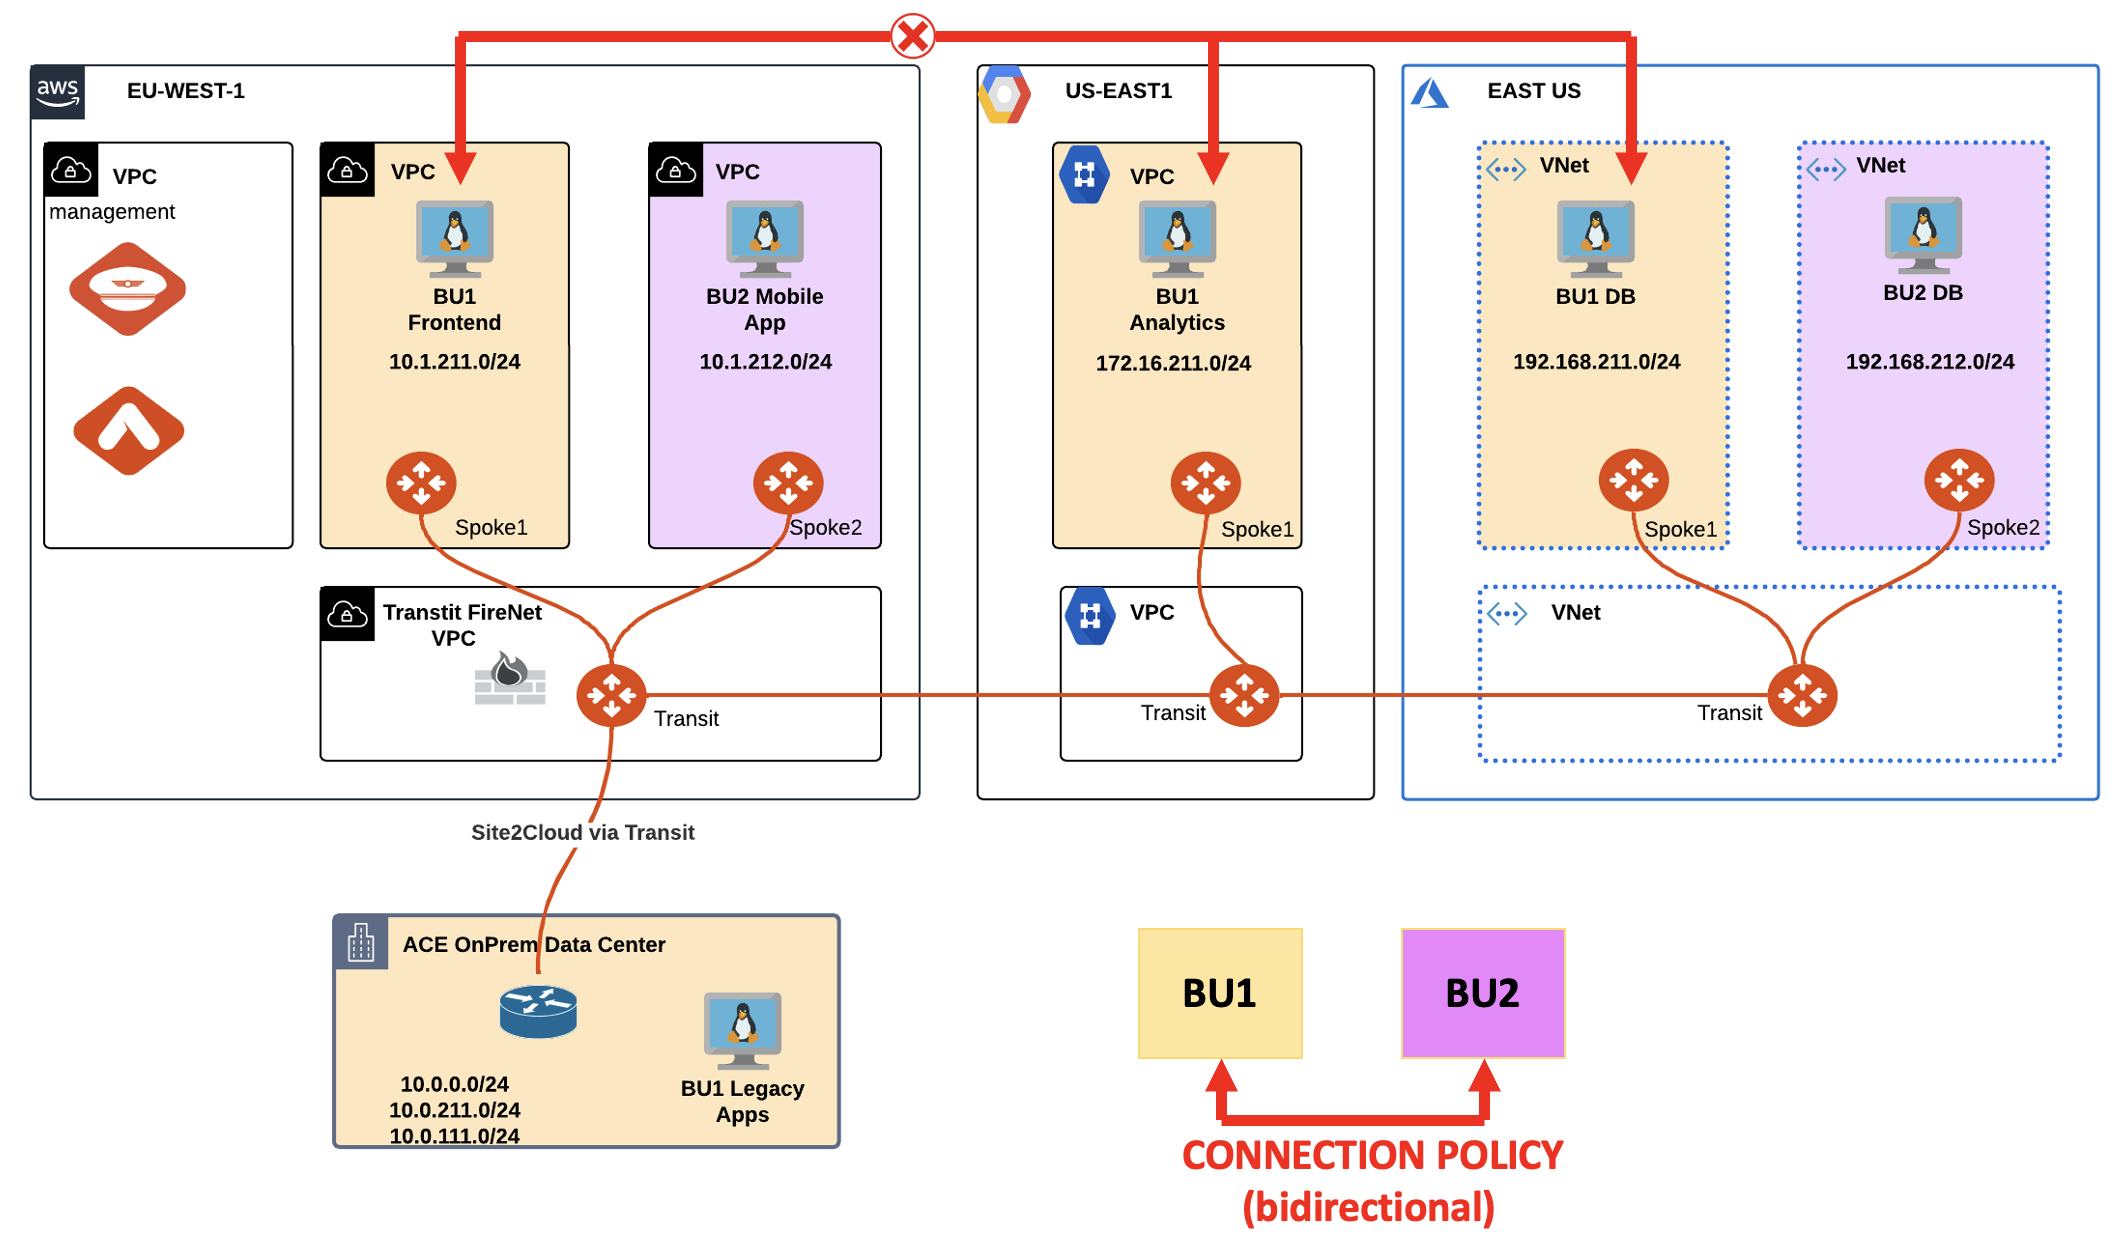 aws
EU-WEST-1
US-EAST1
EAST US
VPC
management
VPC
BU1
Frontend
10.1.211.0/24
Spoke1
VPC
BU2 Mobile
App
10.1.212.0/24
Spoke2
VPC
BU1
Analytics
172.16.211.0/24
Spoke1
VNet
BU1 DB
192.168.211.0/24
Spoke1
VNet
BU2 DB
192.168.212.0/24
Spoke2
Transtit FireNet
VPC
Transit
VPC
Transit
VNet
Transit
Site2Cloud via Transit
ACE OnPrem Data Center
10.0.0.0/24
10.0.211.0/24
10.0.111.0/24
BU1 Legacy
Apps
BU1
BU2
CONNECTION POLICY
(bidirectional)